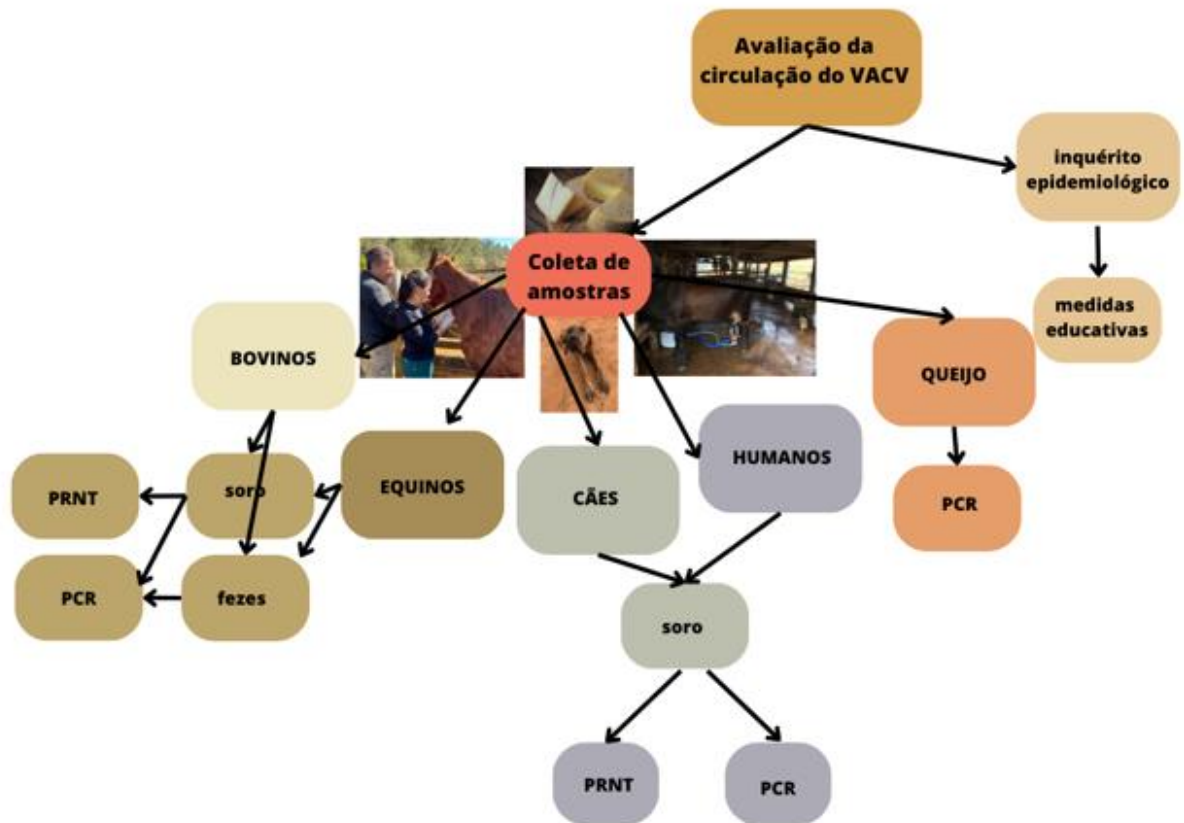 Avaliação da
circulação do VACV
inquérito
epidemiológico
Coleta de
amostras
medidas
educativas
BOVINOS
QUEIJO
HUMANOS
EQUINOS
CÃES
PRNT
soro
PCR
PCR
fezes
soro
PRNT
PCR